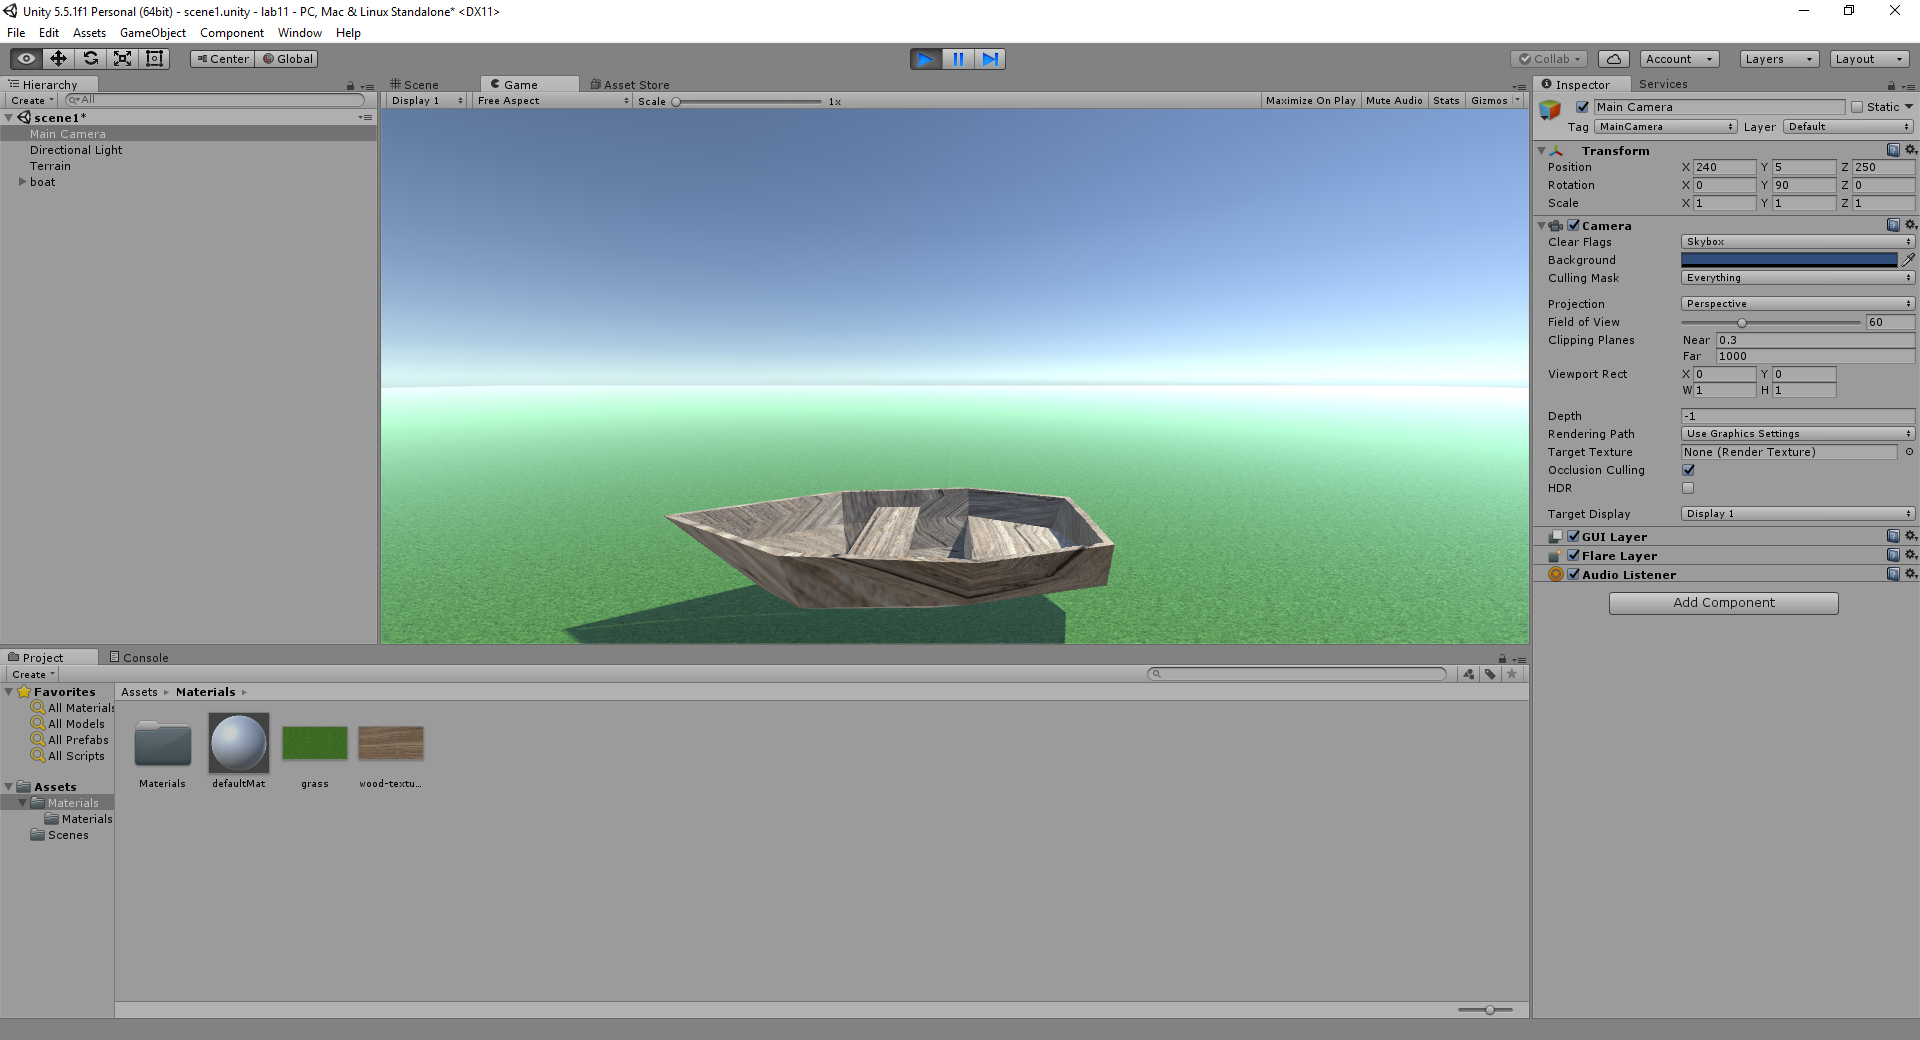 Unity 5.5.1f1 Personal (64bit) - scene1.unity - lab11 - PC, Mac & Linux Standalone* <DX11>
File Edit Assets GameObject Component Window Help
Center Global
Collab Account Layers Layout
Hierarchy
Create All
scene1*
Main Camera
Directional Light
Terrain
boat
Scene Game Asset Store
Display 1 Free Aspect Scale 1x Maximize On Play Mute Audio Stats Gizmos
Inspector Services
Main Camera Static
Tag MainCamera Layer Default
Transform
Position X 240 Y 5 Z 250
Rotation X 0 Y 90 Z 0
Scale X 1 Y 1 Z 1
Camera
Clear Flags Skybox
Background
Culling Mask Everything
Projection Perspective
Field of View 60
Clipping Planes Near 0.3
Far 1000
Viewport Rect X 0 Y 0
W 1 H 1
Depth -1
Rendering Path Use Graphics Settings
Target Texture None (Render Texture)
Occlusion Culling
HDR
Target Display Display 1
GUI Layer
Flare Layer
Audio Listener
Add Component
Project Console
Create
Favorites
All Materials
All Models
All Prefabs
All Scripts
Assets
Materials
Materials
Scenes
Assets Materials
Materials defaultMat grass wood-textu...